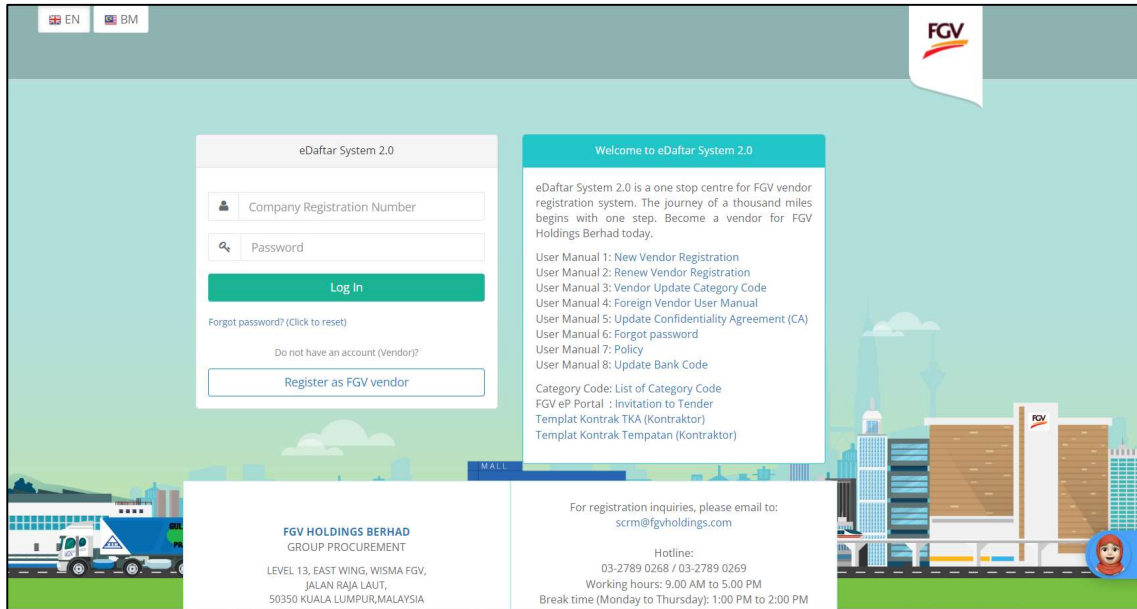 EN
BM
FGV
eDaftar System 2.0
Company Registration Number
Password
Log In
Forgot password? (Click to reset)
Do not have an account (Vendor)?
Register as FGV vendor
Welcome to eDaftar System 2.0
eDaftar System 2.0 is a one stop centre for FGV vendor
registration system. The journey of a thousand miles
begins with one step. Become a vendor for FGV
Holdings Berhad today.
User Manual 1: New Vendor Registration
User Manual 2: Renew Vendor Registration
User Manual 3: Vendor Update Category Code
User Manual 4: Foreign Vendor User Manual
User Manual 5: Update Confidentiality Agreement (CA)
User Manual 6: Forgot password
User Manual 7: Policy
User Manual 8: Update Bank Code
Category Code: List of Category Code
FGV eP Portal : Invitation to Tender
Templat Kontrak TKA (Kontraktor)
Templat Kontrak Tempatan (Kontraktor)
FGV
MALL
FGV HOLDINGS BERHAD
GROUP PROCUREMENT
LEVEL 13, EAST WING, WISMA FGV,
JALAN RAJA LAUT,
50350 KUALA LUMPUR,MALAYSIA
For registration inquiries, please email to:
scrm@fgvholdings.com
Hotline:
03-2789 0268 / 03-2789 0269
Working hours: 9.00 AM to 5.00 PM
Break time (Monday to Thursday): 1:00 PM to 2:00 PM